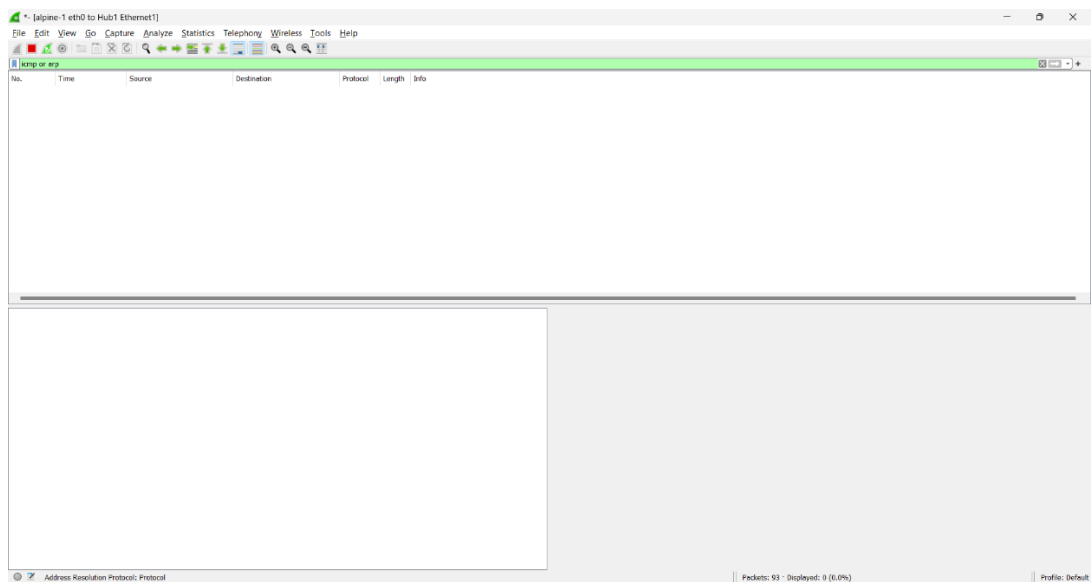 *- [alpine-1 eth0 to Hub1 Ethernet1]
File Edit View Go Capture Analyze Statistics Telephony Wireless Tools Help
icmp or arp
No. Time Source Destination Protocol Length Info
Address Resolution Protocol: Protocol Packets: 93 · Displayed: 0 (0.0%) Profile: Default